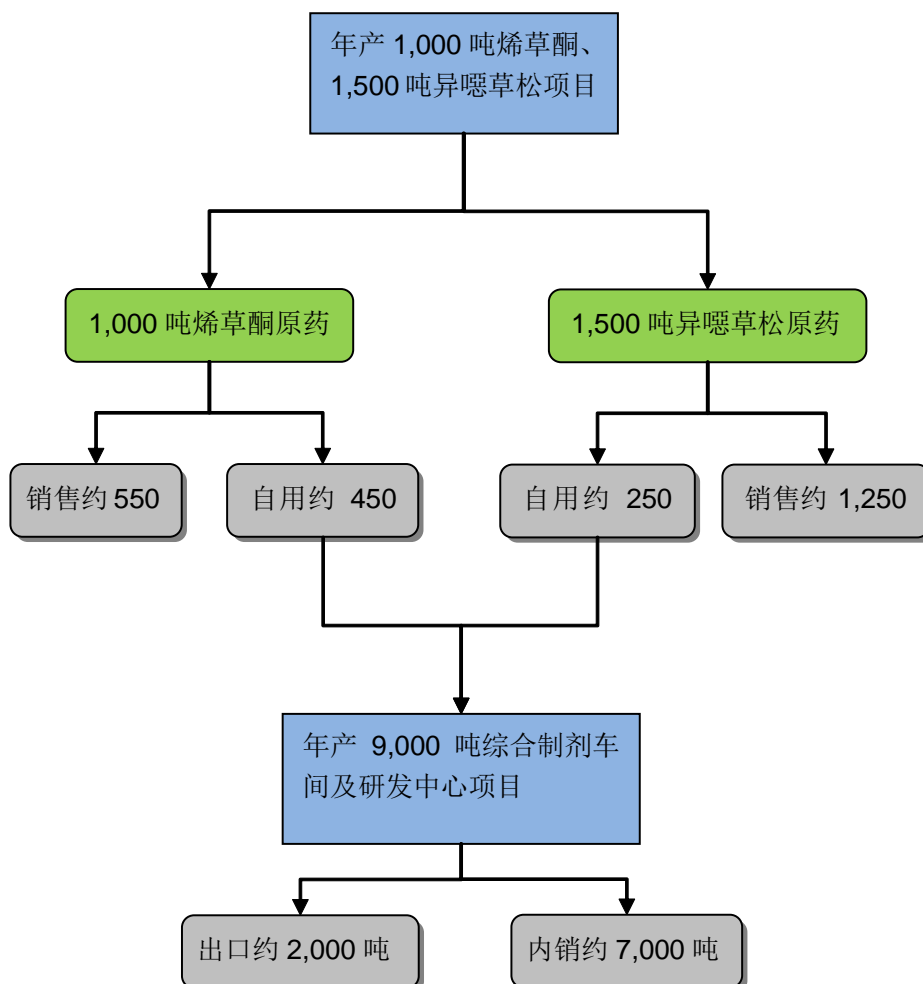 年产 1,000 吨烯草酮、
1,500 吨异噁草松项目
1,000 吨烯草酮原药
1,500 吨异噁草松原药
销售约 550
自用约 450
自用约 250
销售约 1,250
年产 9,000 吨综合制剂车
间及研发中心项目
出口约 2,000 吨
内销约 7,000 吨